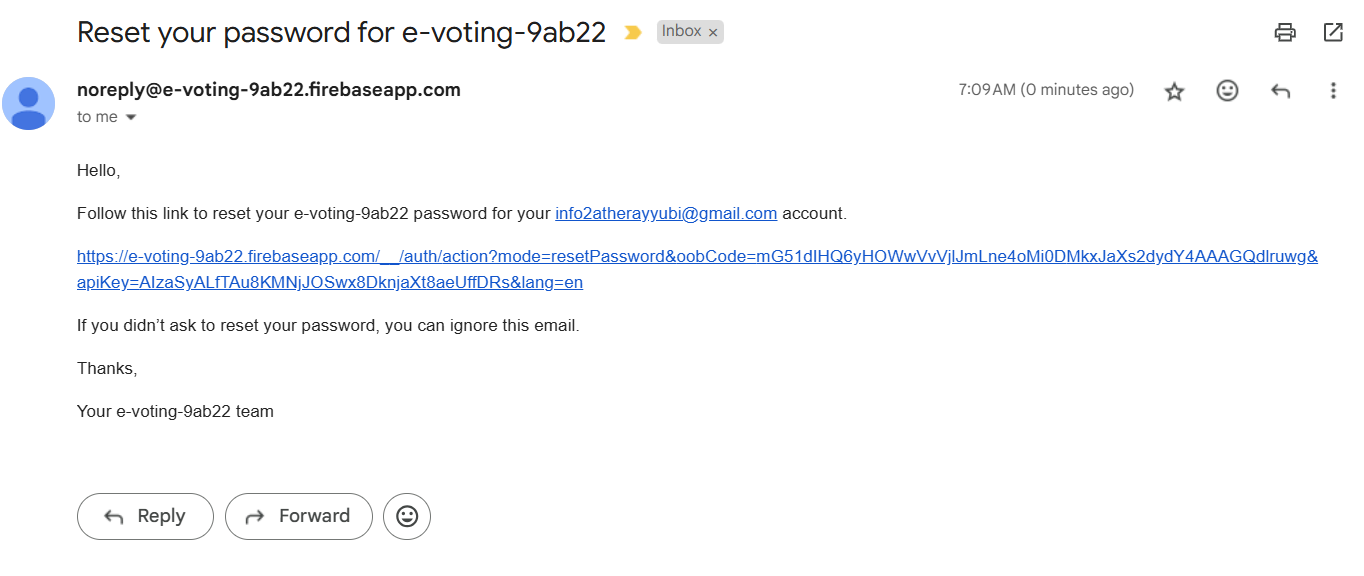 Reset your password for e-voting-9ab22
Inbox ×
noreply@e-voting-9ab22.firebaseapp.com
7:09 AM (0 minutes ago)
to me
Hello,
Follow this link to reset your e-voting-9ab22 password for your info2atherayyubi@gmail.com account.
https://e-voting-9ab22.firebaseapp.com/__/auth/action?mode=resetPassword&oobCode=mG51dIHQ6yHOWwVvVjlJmLne4oMi0DMkxJaXs2dydY4AAAGQdlruwg&
apiKey=AIzaSyALfTAu8KMNjJOSwx8DknjaXt8aeUffDRs&lang=en
If you didn’t ask to reset your password, you can ignore this email.
Thanks,
Your e-voting-9ab22 team
Reply
Forward